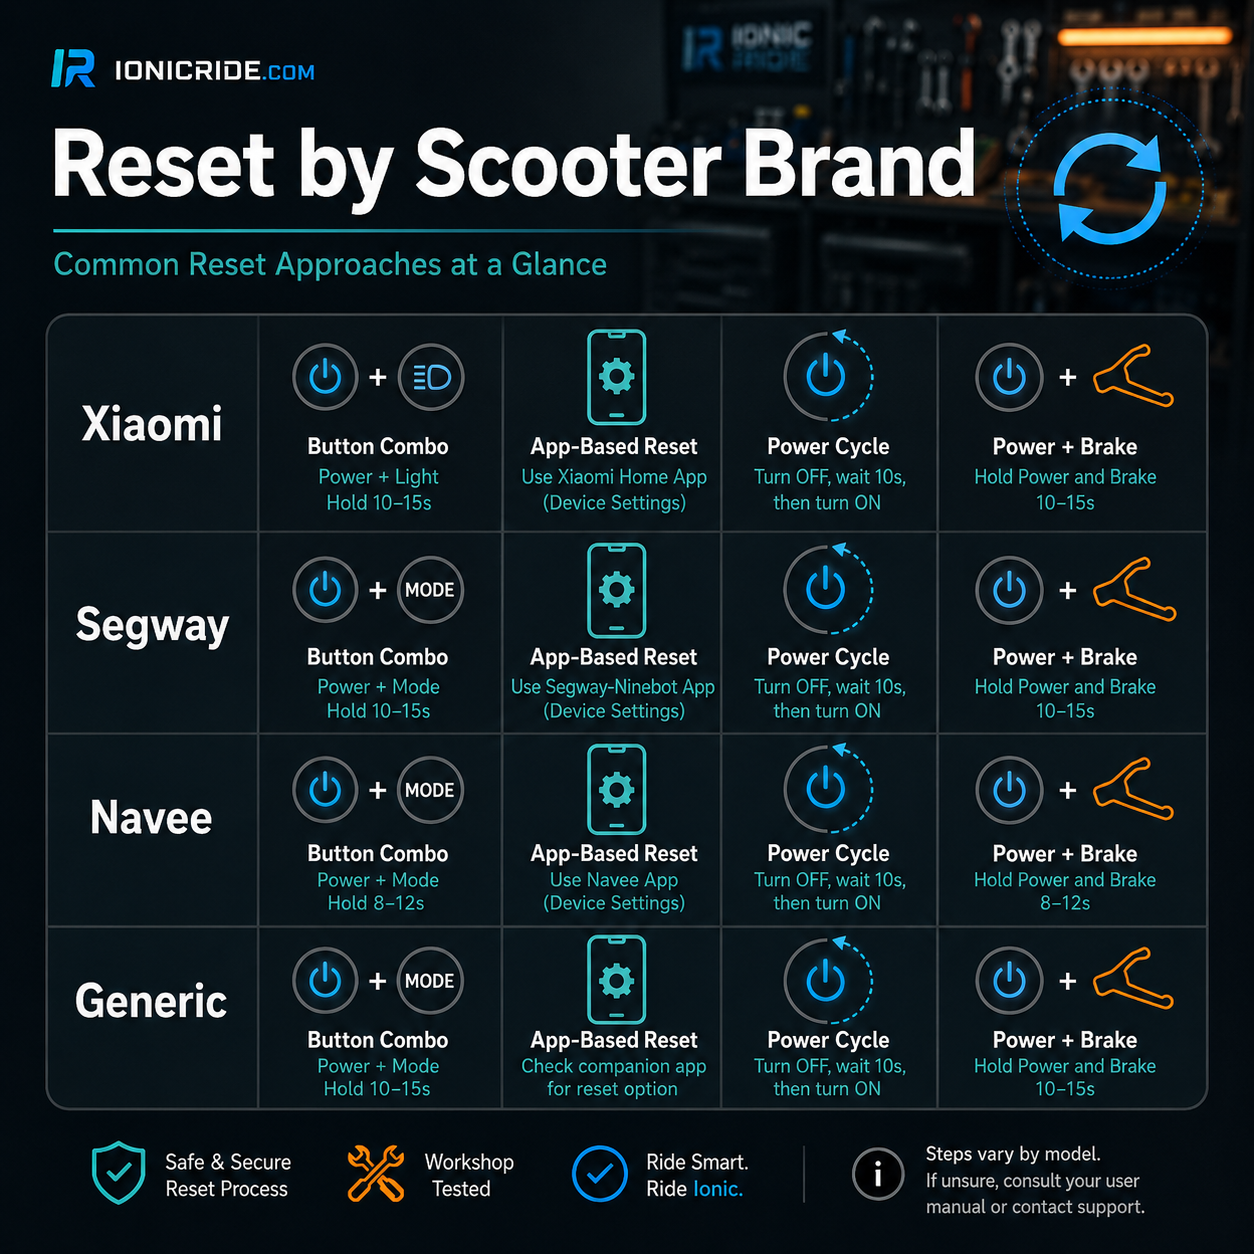 IR IONICRIDE.COM
IR IONIC RIDE
Reset by Scooter Brand
Common Reset Approaches at a Glance
Xiaomi
Button Combo
Power + Light
Hold 10–15s
App-Based Reset
Use Xiaomi Home App
(Device Settings)
Power Cycle
Turn OFF, wait 10s,
then turn ON
Power + Brake
Hold Power and Brake
10–15s
Segway
MODE
Button Combo
Power + Mode
Hold 10–15s
App-Based Reset
Use Segway-Ninebot App
(Device Settings)
Power Cycle
Turn OFF, wait 10s,
then turn ON
Power + Brake
Hold Power and Brake
10–15s
Navee
MODE
Button Combo
Power + Mode
Hold 8–12s
App-Based Reset
Use Navee App
(Device Settings)
Power Cycle
Turn OFF, wait 10s,
then turn ON
Power + Brake
Hold Power and Brake
8–12s
Generic
MODE
Button Combo
Power + Mode
Hold 10–15s
App-Based Reset
Check companion app
for reset option
Power Cycle
Turn OFF, wait 10s,
then turn ON
Power + Brake
Hold Power and Brake
10–15s
Safe & Secure
Reset Process
Workshop
Tested
Ride Smart.
Ride Ionic.
Steps vary by model.
If unsure, consult your user
manual or contact support.